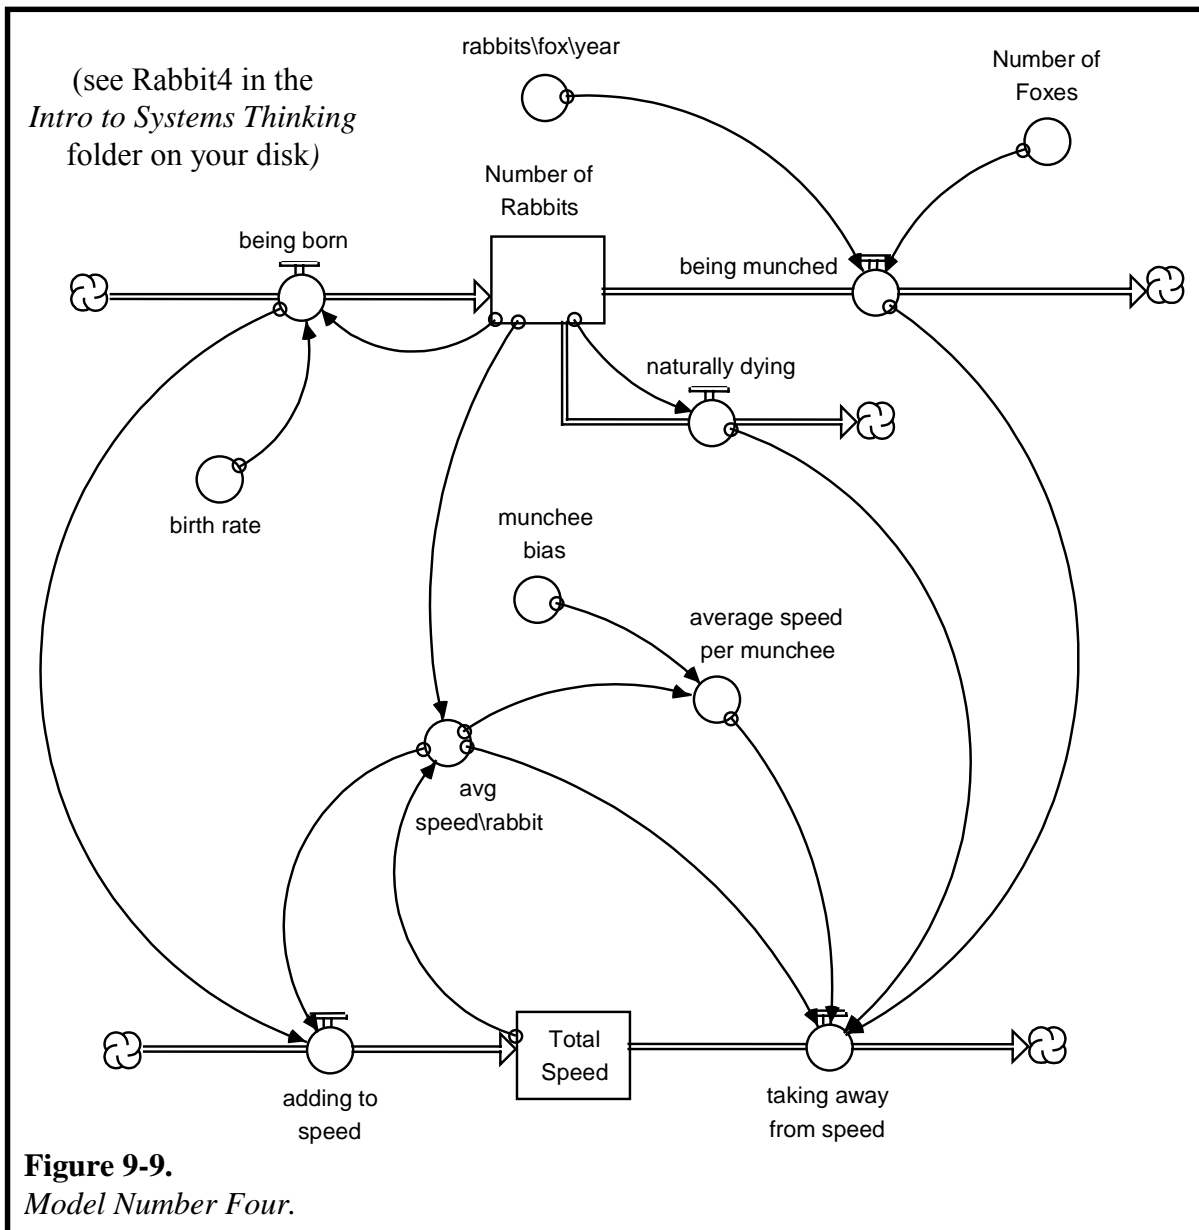 rabbits\fox\year
Number of
Foxes
(see Rabbit4 in the
Intro to Systems Thinking
folder on your disk)
Number of
Rabbits
being born
being munched
naturally dying
birth rate
munchee
bias
average speed
per munchee
avg
speed\rabbit
Total
Speed
adding to
speed
taking away
from speed
Figure 9-9.
Model Number Four.